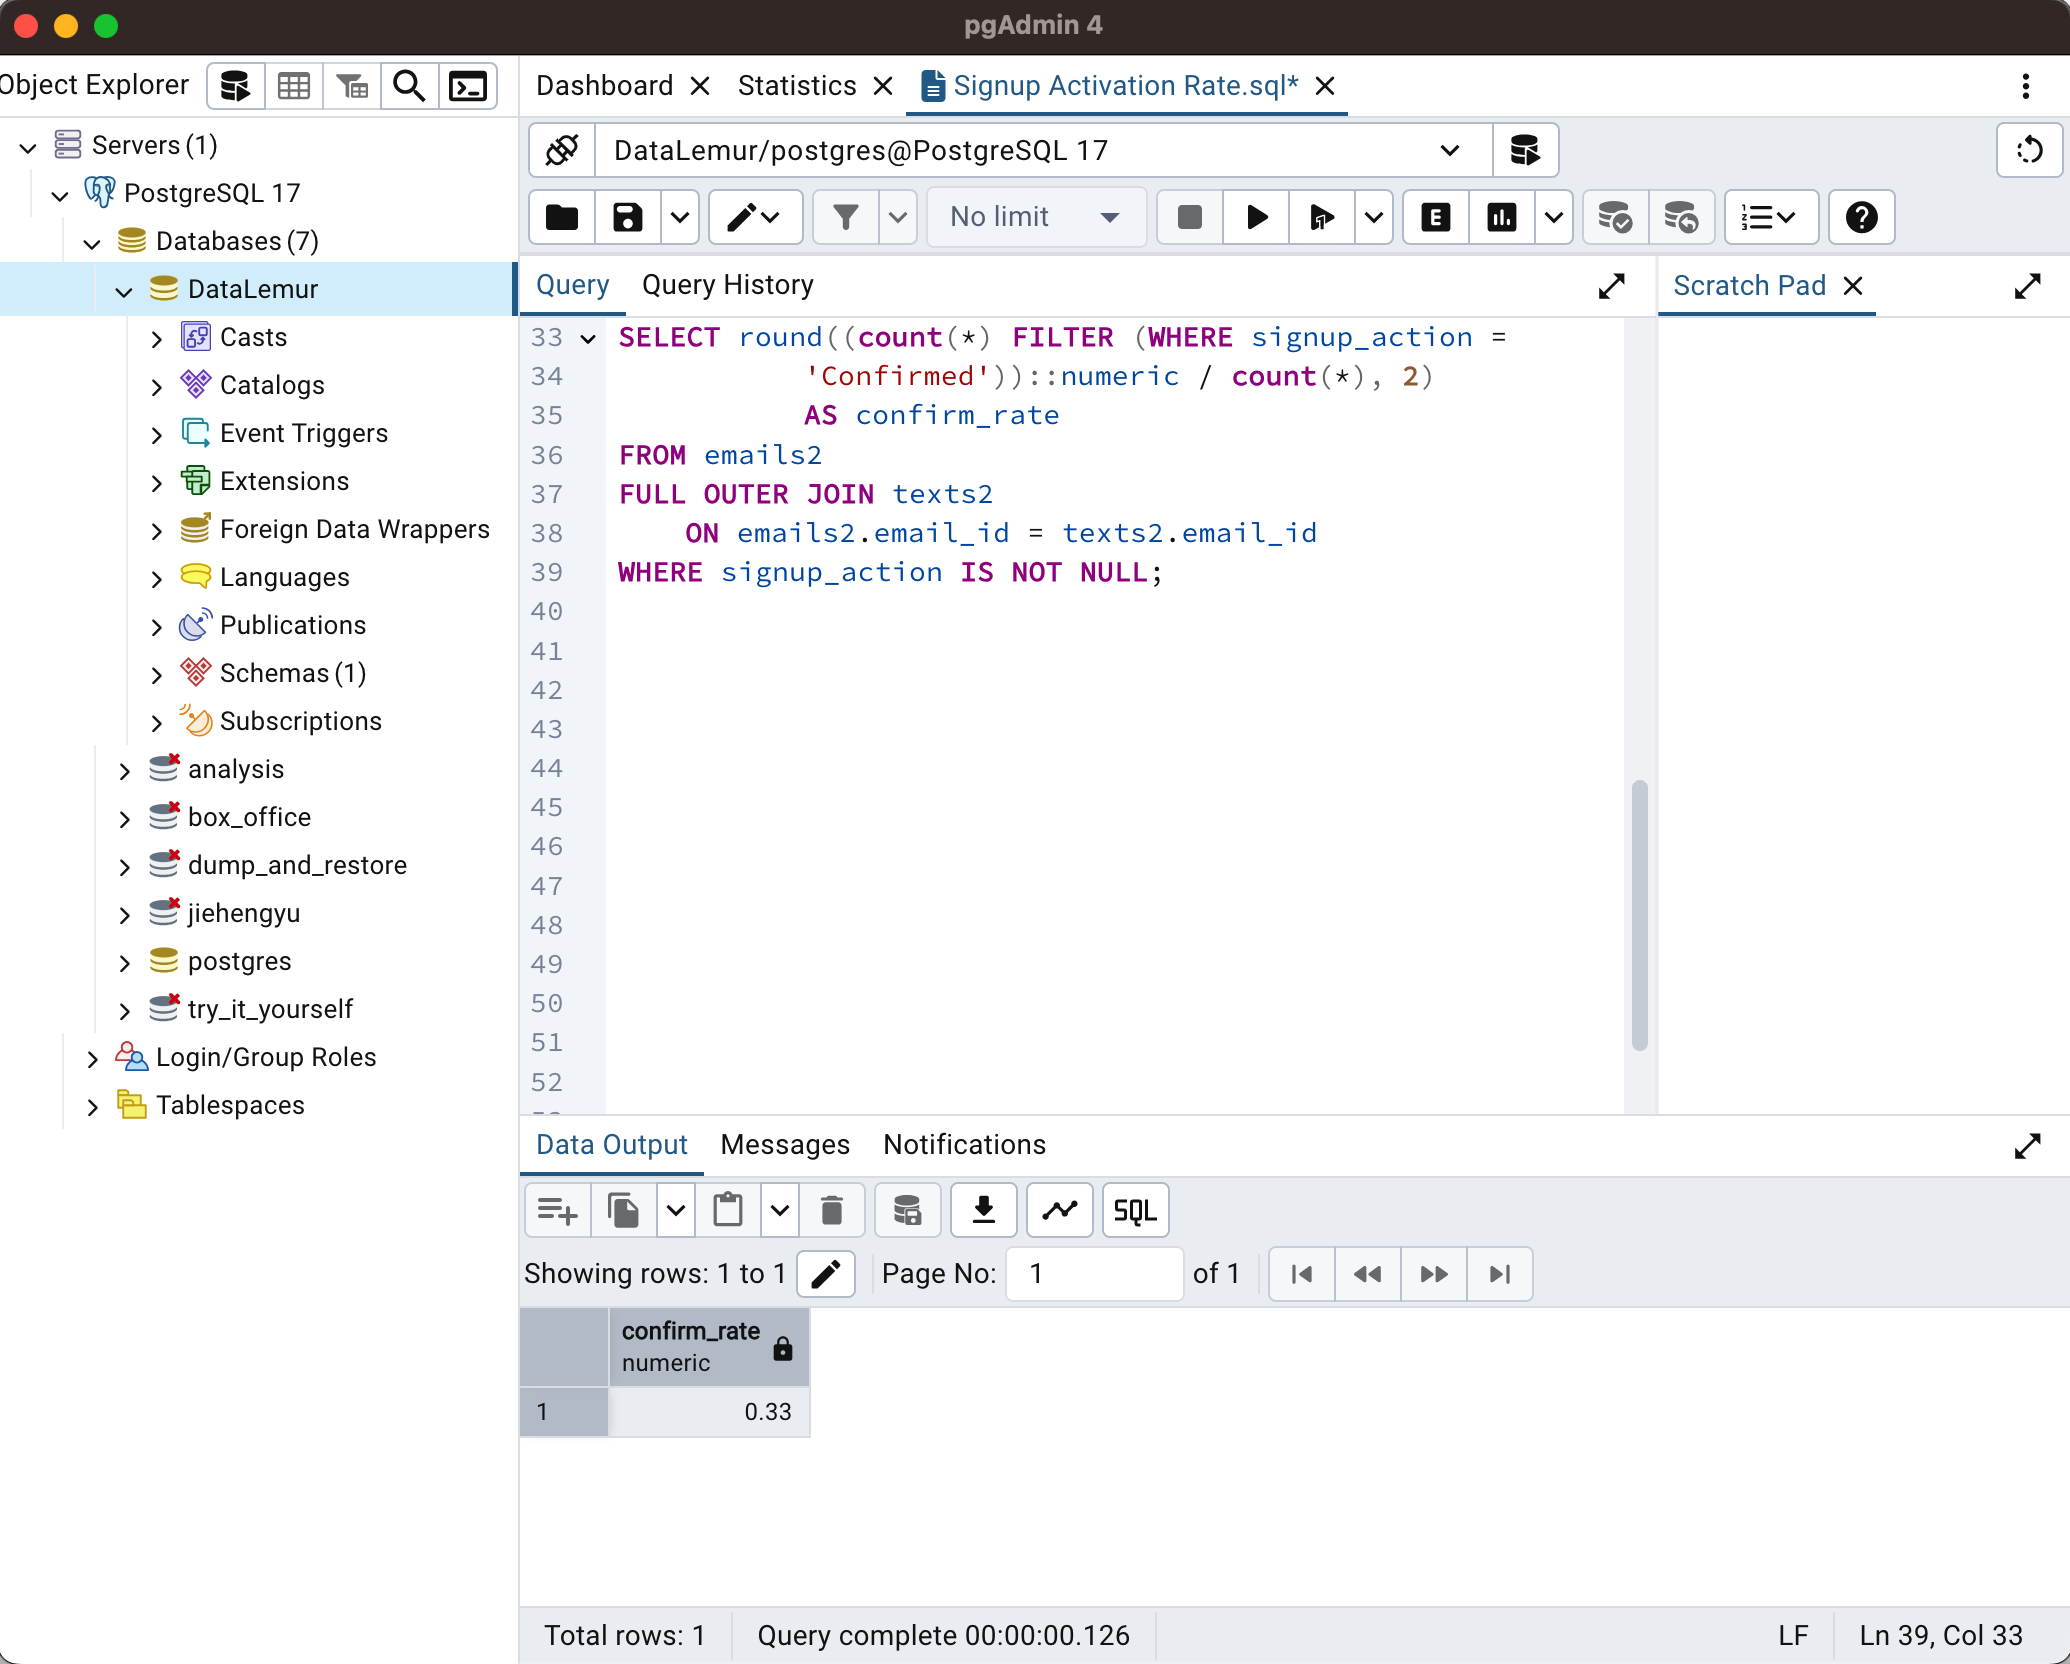 pgAdmin 4
Object Explorer
Dashboard
Statistics
Signup Activation Rate.sql*
Servers (1)
PostgreSQL 17
Databases (7)
DataLemur
Casts
Catalogs
Event Triggers
Extensions
Foreign Data Wrappers
Languages
Publications
Schemas (1)
Subscriptions
analysis
box_office
dump_and_restore
jiehengyu
postgres
try_it_yourself
Login/Group Roles
Tablespaces
DataLemur/postgres@PostgreSQL 17
No limit
E
Query
Query History
Scratch Pad
33 SELECT round((count(*) FILTER (WHERE signup_action =
34 'Confirmed'))::numeric / count(*), 2)
35 AS confirm_rate
36 FROM emails2
37 FULL OUTER JOIN texts2
38 ON emails2.email_id = texts2.email_id
39 WHERE signup_action IS NOT NULL;
40
41
42
43
44
45
46
47
48
49
50
51
52
Data Output
Messages
Notifications
SQL
Showing rows: 1 to 1
Page No:
1
of 1
confirm_rate
numeric
1
0.33
Total rows: 1
Query complete 00:00:00.126
LF
Ln 39, Col 33